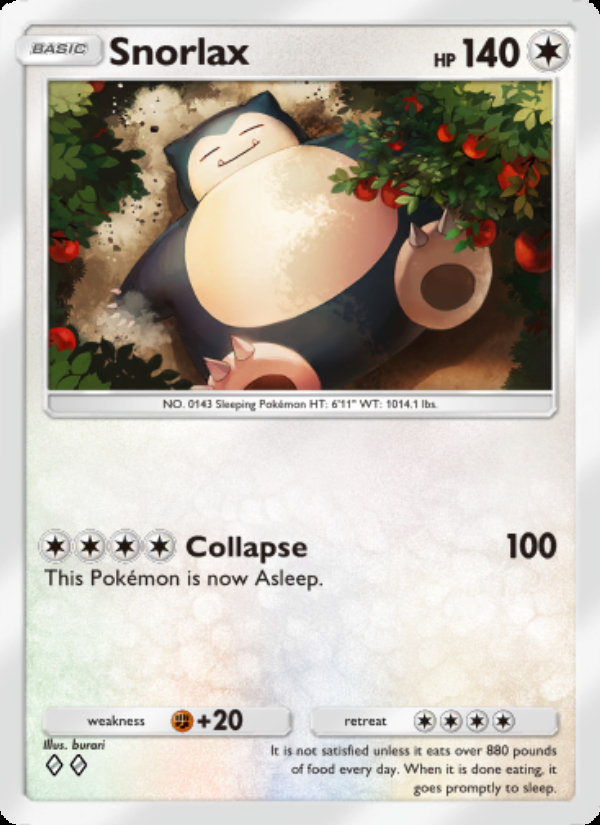 BASIC Snorlax HP 140
NO. 0143 Sleeping Pokémon HT: 6'11" WT: 1014.1 lbs.
Collapse 100
This Pokémon is now Asleep.
weakness +20 retreat
Illus. burari
It is not satisfied unless it eats over 880 pounds
of food every day. When it is done eating, it
goes promptly to sleep.